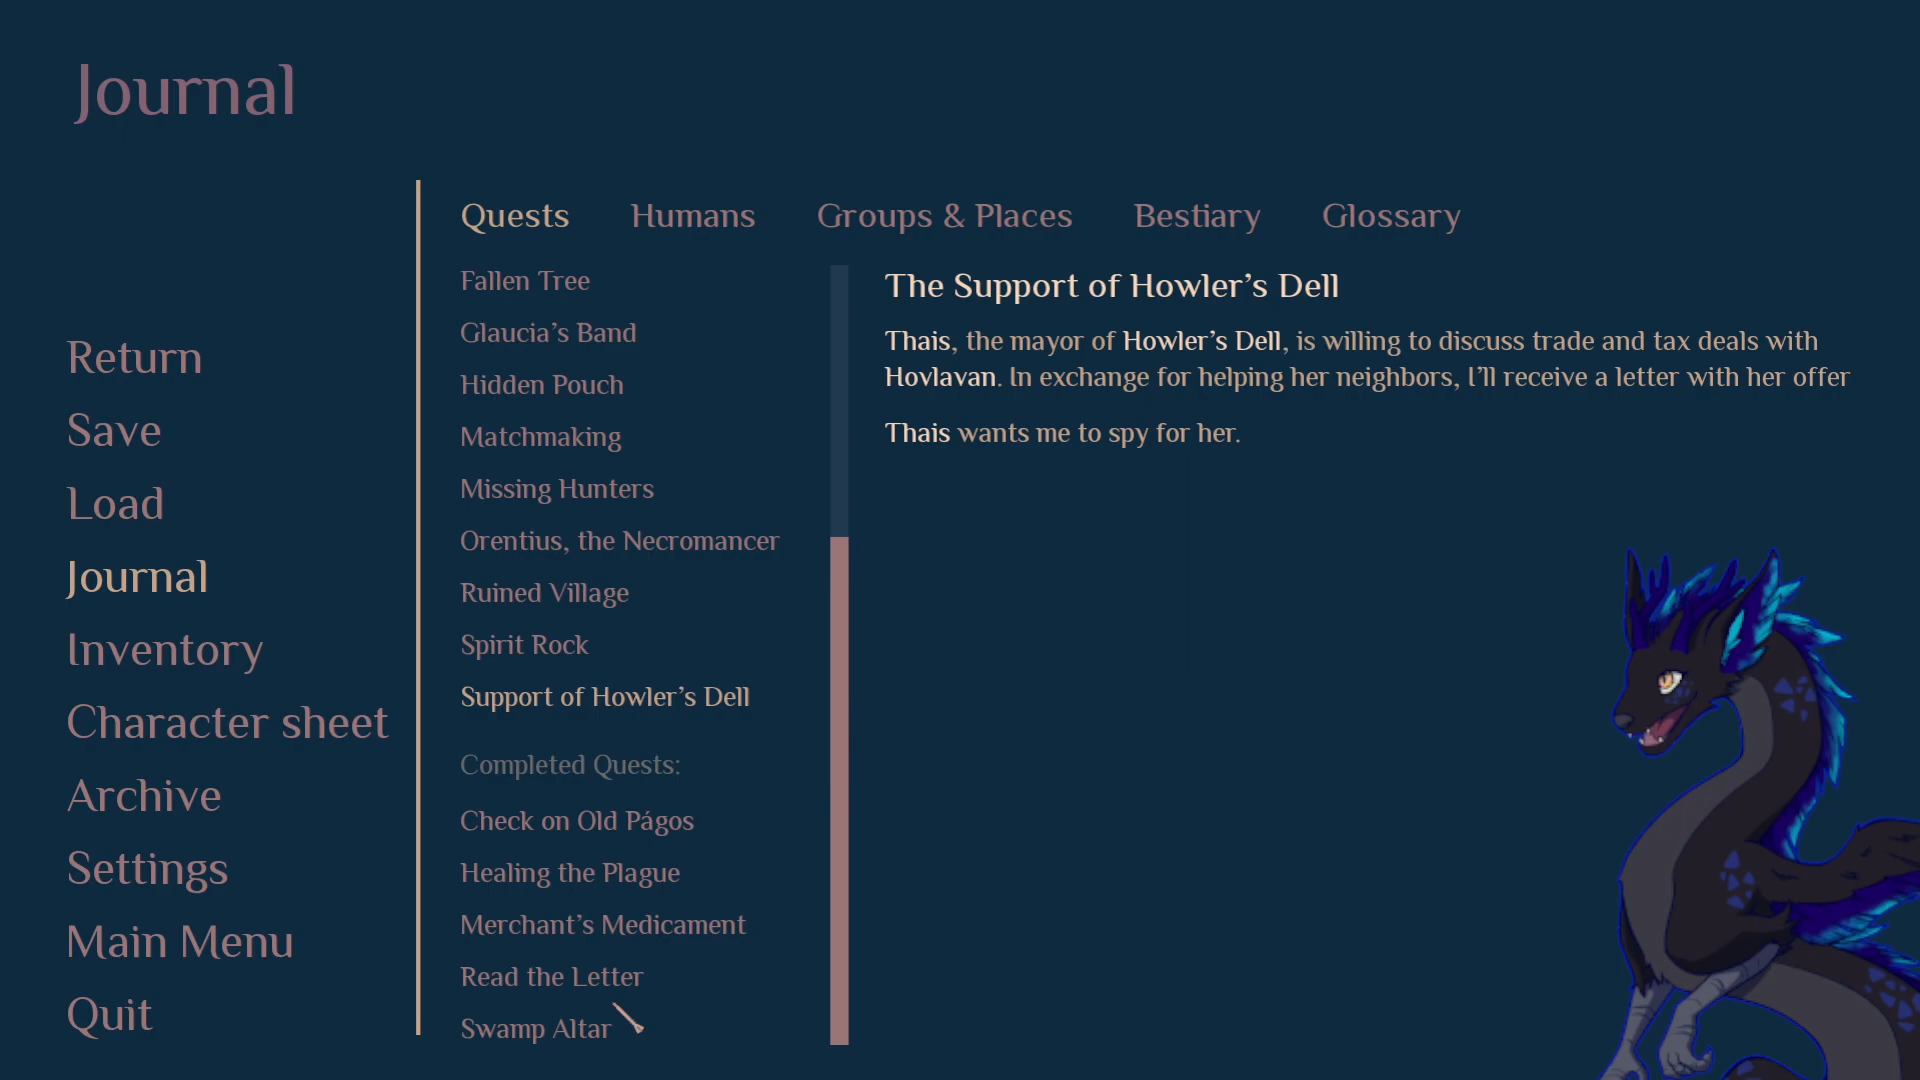 Journal
Return
Save
Load
Journal
Inventory
Character sheet
Archive
Settings
Main Menu
Quit
Quests Humans Groups & Places Bestiary Glossary
Fallen Tree
Glaucia’s Band
Hidden Pouch
Matchmaking
Missing Hunters
Orentius, the Necromancer
Ruined Village
Spirit Rock
Support of Howler’s Dell
Completed Quests:
Check on Old Págos
Healing the Plague
Merchant’s Medicament
Read the Letter
Swamp Altar
The Support of Howler’s Dell
Thais, the mayor of Howler’s Dell, is willing to discuss trade and tax deals with
Hovlavan. In exchange for helping her neighbors, I’ll receive a letter with her offer
Thais wants me to spy for her.